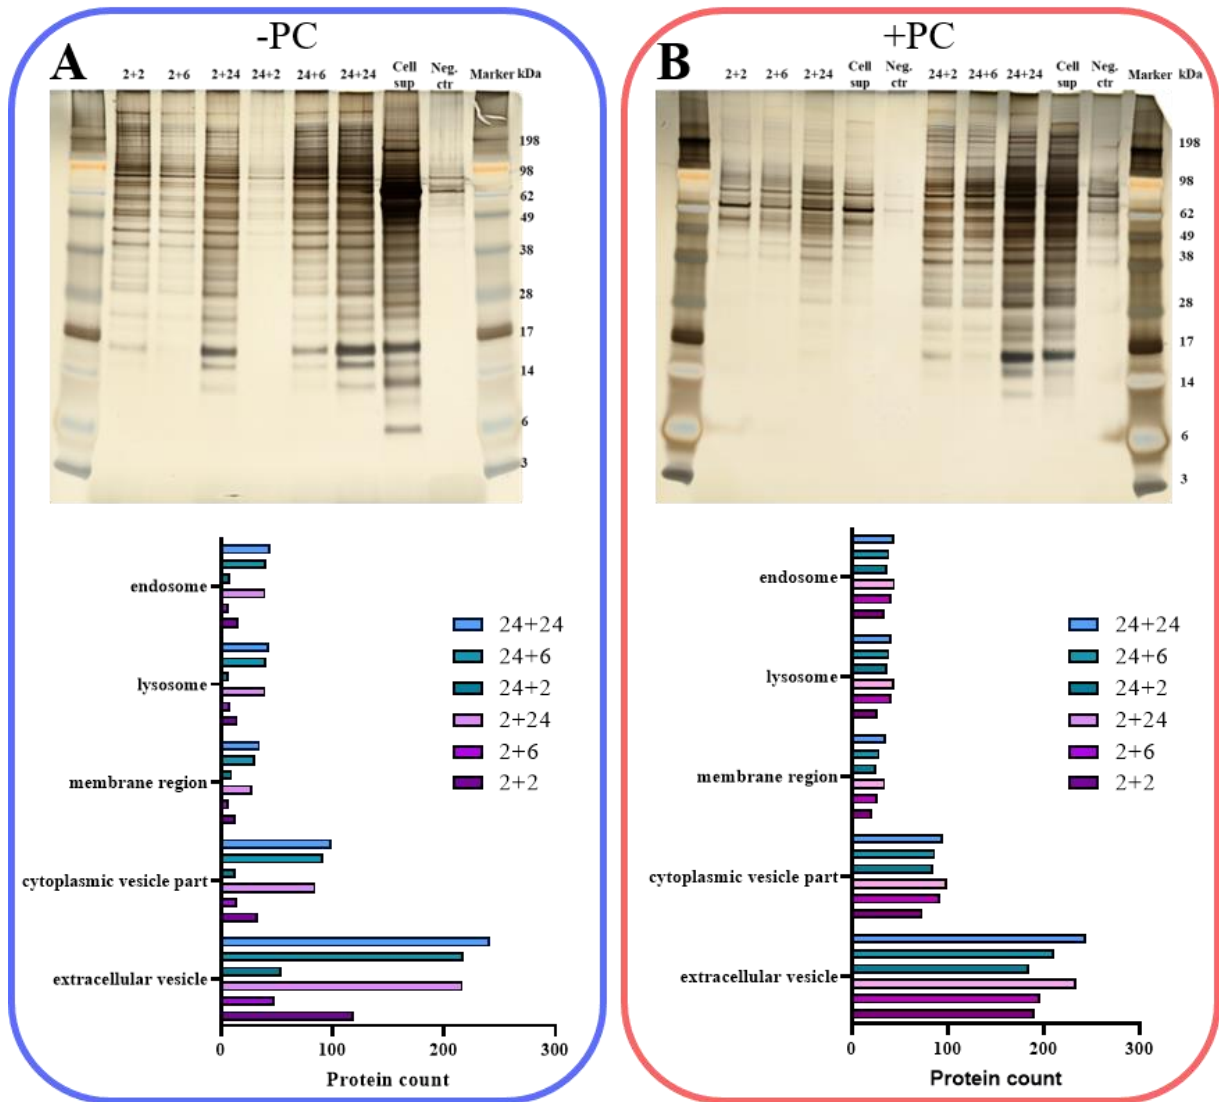 -PC
A
2+2 2+6 2+24 24+2 24+6 24+24 Cell sup Neg. ctr Marker kDa
198
98
62
49
38
28
17
14
6
3
endosome
lysosome
membrane region
cytoplasmic vesicle part
extracellular vesicle
24+24
24+6
24+2
2+24
2+6
2+2
0 100 200 300
Protein count
+PC
B
2+2 2+6 2+24 Cell sup Neg. ctr 24+2 24+6 24+24 Cell sup Neg. ctr Marker kDa
198
98
62
49
38
28
17
14
6
3
endosome
lysosome
membrane region
cytoplasmic vesicle part
extracellular vesicle
24+24
24+6
24+2
2+24
2+6
2+2
0 100 200 300
Protein count